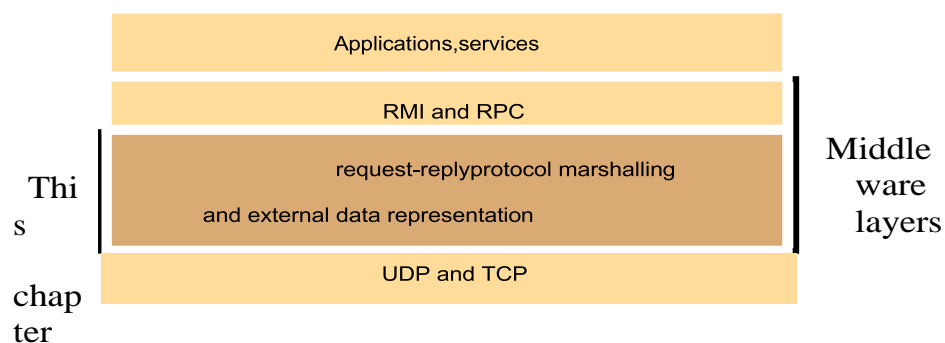 Applications,services
RMI and RPC
request-replyprotocol marshalling
and external data representation
UDP and TCP
Thi
s
chap
ter
Middle
ware
layers